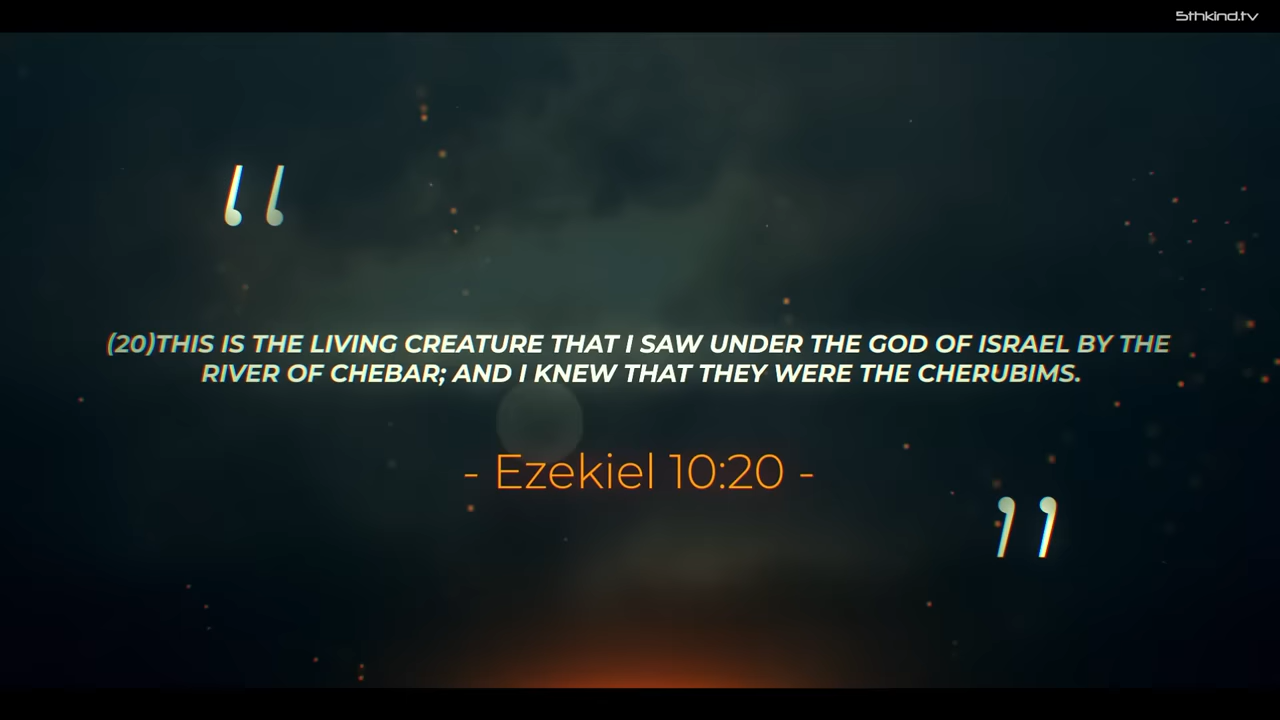 5thkind.tv
“
(20)THIS IS THE LIVING CREATURE THAT I SAW UNDER THE GOD OF ISRAEL BY THE
RIVER OF CHEBAR; AND I KNEW THAT THEY WERE THE CHERUBIMS.
- Ezekiel 10:20 -
”